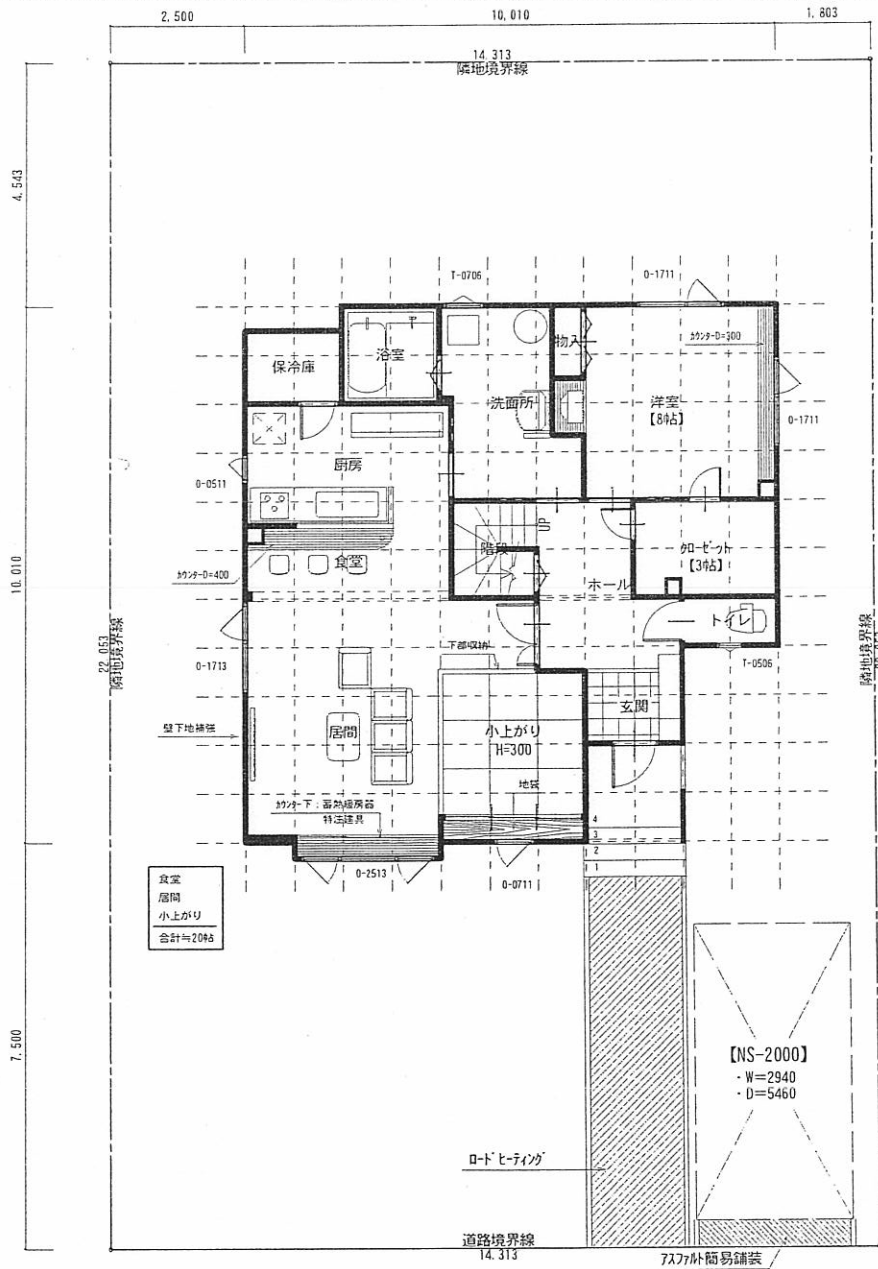 2,500
10,010
1,803
14.313
隣地境界線
4,543
T-0706
O-1711
保冷庫
浴室
物入
カウンターD=300
洗面所
洋室
【8帖】
O-1711
厨房
O-0511
UP
階段
食堂
クローゼット
【3帖】
カウンターD=400
ホール
10,010
トイレ
22.053
隣地境界線
隣地境界線
下部収納
O-1713
T-0506
玄関
壁下地補強
居間
小上がり
H=300
地袋
カウンター下:蓄熱暖房器
特注建具
4
3
2
1
O-2513
O-0711
食堂
居間
小上がり
合計≒20帖
7,500
【NS-2000】
・W=2940
・D=5460
ロードヒーティング
道路境界線
14.313
アスファルト簡易舗装